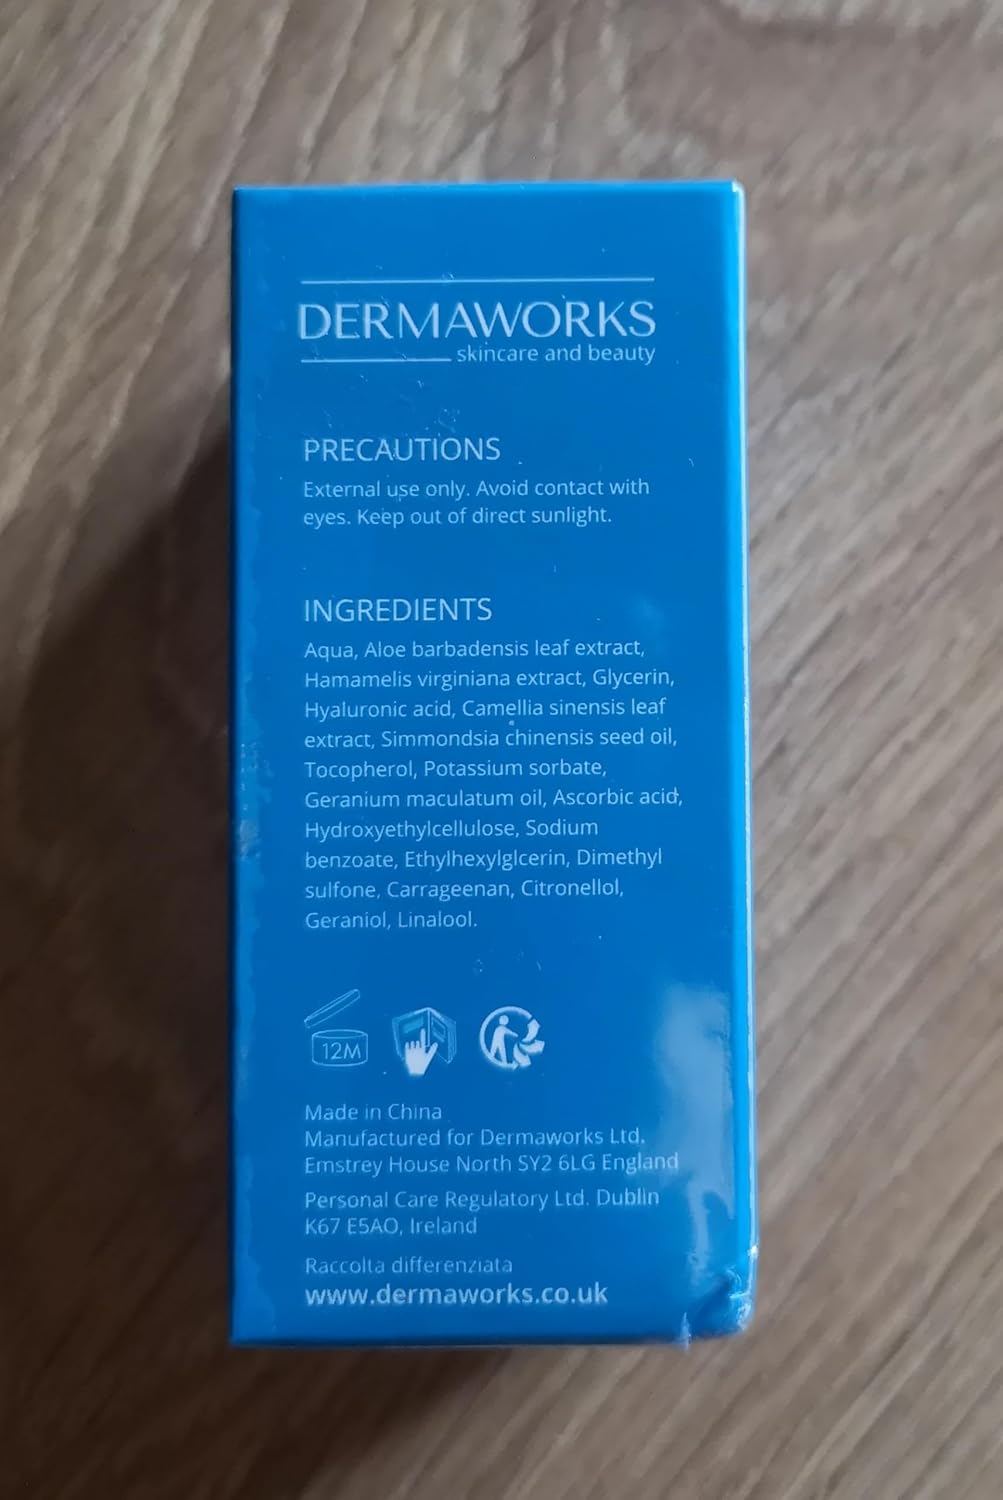 DERMAWORKS
skincare and beauty
PRECAUTIONS
External use only. Avoid contact with
eyes. Keep out of direct sunlight.
INGREDIENTS
Aqua, Aloe barbadensis leaf extract,
Hamamelis virginiana extract, Glycerin,
Hyaluronic acid, Camellia sinensis leaf
extract, Simmondsia chinensis seed oil,
Tocopherol, Potassium sorbate,
Geranium maculatum oil, Ascorbic acid,
Hydroxyethylcellulose, Sodium
benzoate, Ethylhexylglcerin, Dimethyl
sulfone, Carrageenan, Citronellol,
Geraniol, Linalool.
12M
Made in China
Manufactured for Dermaworks Ltd.
Emstrey House North SY2 6LG England
Personal Care Regulatory Ltd. Dublin
K67 E5AO, Ireland
Raccolta differenziata
www.dermaworks.co.uk